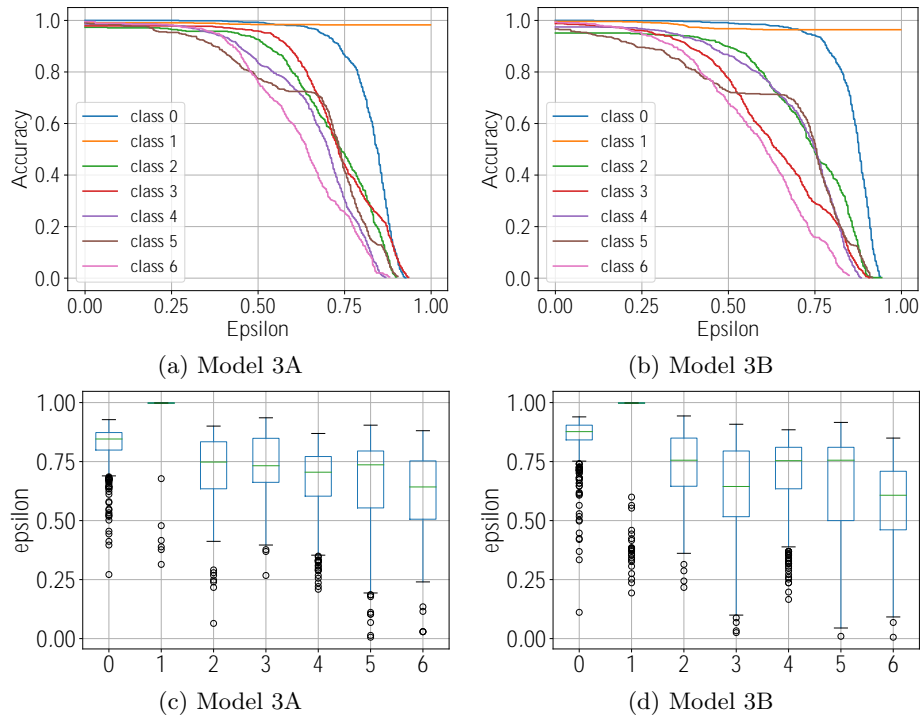 1.0
0.8
0.6
0.4
0.2
0.0
Accuracy
class 0
class 1
class 2
class 3
class 4
class 5
class 6
0.00 0.25 0.50 0.75 1.00
Epsilon
(a) Model 3A
1.0
0.8
0.6
0.4
0.2
0.0
Accuracy
class 0
class 1
class 2
class 3
class 4
class 5
class 6
0.00 0.25 0.50 0.75 1.00
Epsilon
(b) Model 3B
1.00
0.75
0.50
0.25
0.00
epsilon
0 1 2 3 4 5 6
(c) Model 3A
1.00
0.75
0.50
0.25
0.00
epsilon
0 1 2 3 4 5 6
(d) Model 3B